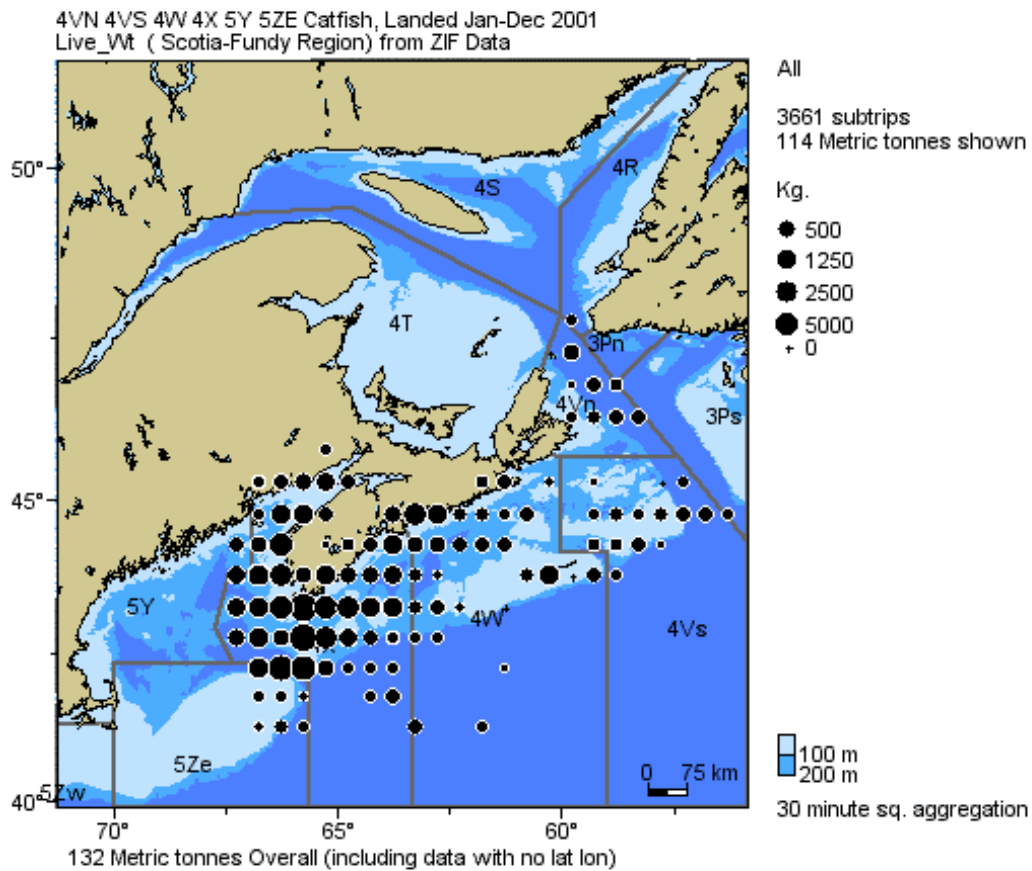 4VN 4VS 4W 4X 5Y 5ZE Catfish, Landed Jan-Dec 2001
Live_Wt ( Scotia-Fundy Region) from ZIF Data
All
3661 subtrips
114 Metric tonnes shown
Kg.
500
1250
2500
5000
0
50°
45°
40°
4S
4R
4T
3Pn
4Vn
3Ps
5Y
4W
4Vs
5Ze
5Zw
0 75 km
100 m
200 m
30 minute sq. aggregation
70° 65° 60°
132 Metric tonnes Overall (including data with no lat lon)